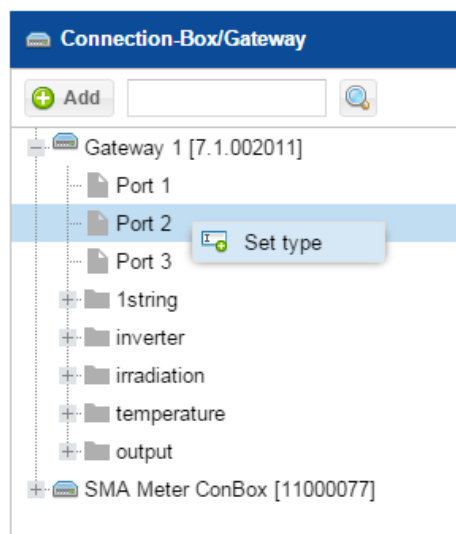 Connection-Box/Gateway
Add
Gateway 1 [7.1.002011]
Port 1
Port 2
Set type
Port 3
1string
inverter
irradiation
temperature
output
SMA Meter ConBox [11000077]